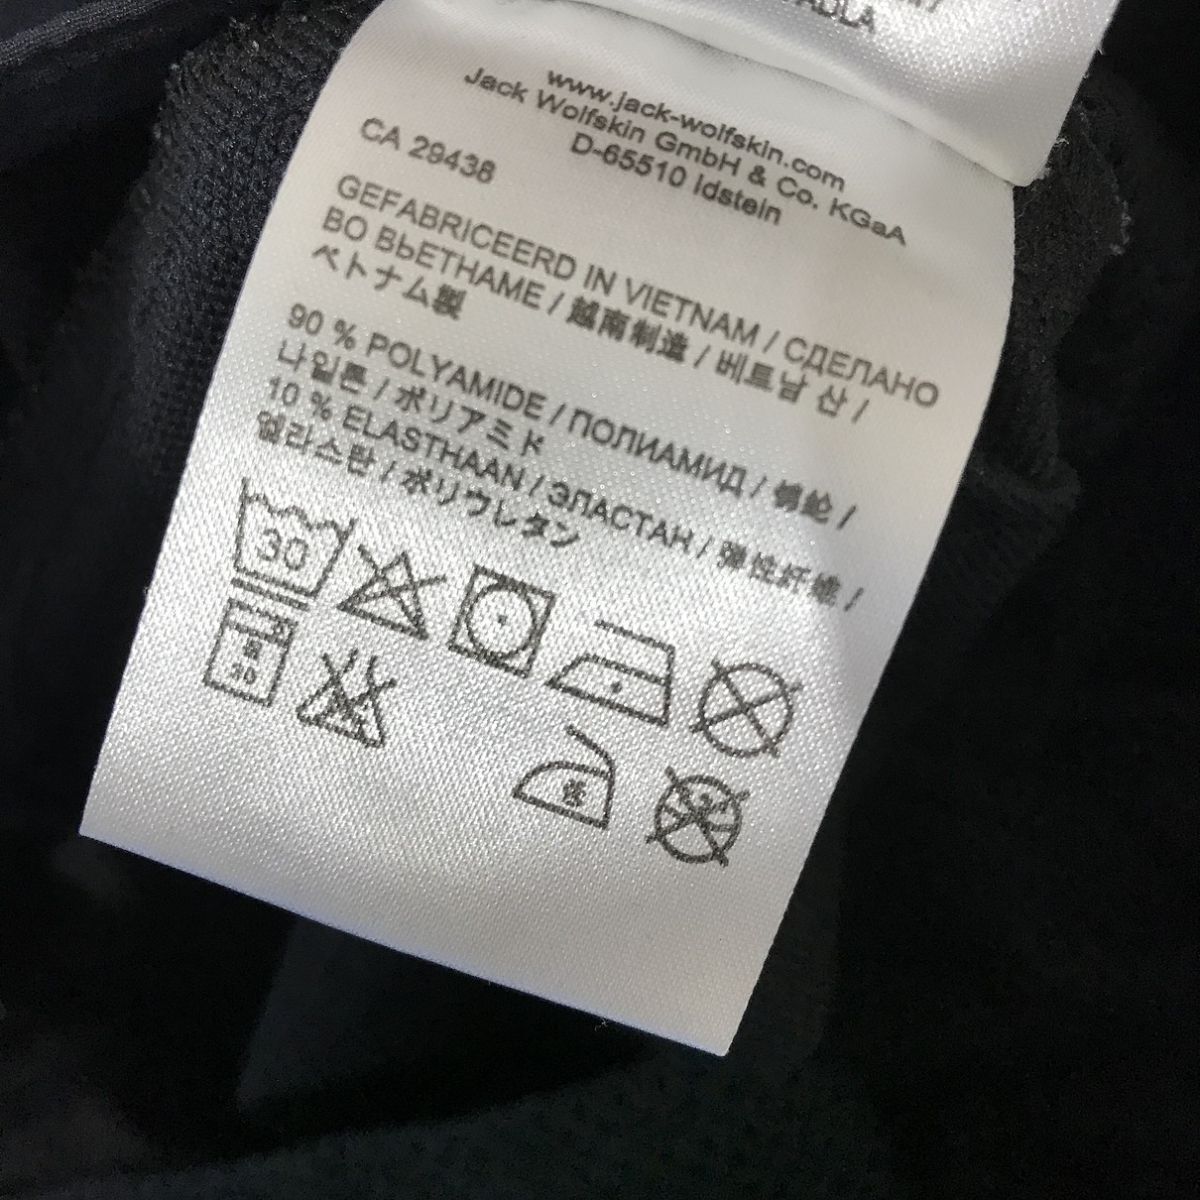 www.jack-wolfskin.com
Jack Wolfskin GmbH & Co. KGaA
D-65510 Idstein
CA 29438
GEFABRICEERD IN VIETNAM / СДЕЛАНО
ВО ВЬЕТНАМЕ / 越南制造 / 베트남 산 /
ベトナム製
90 % POLYAMIDE / ПОЛИАМИД / 锦纶 /
나일론 / ポリアミド
10 % ELASTHAAN / ЭЛАСТАН / 弹性纤维 /
엘라스탄 / ポリウレタン
30